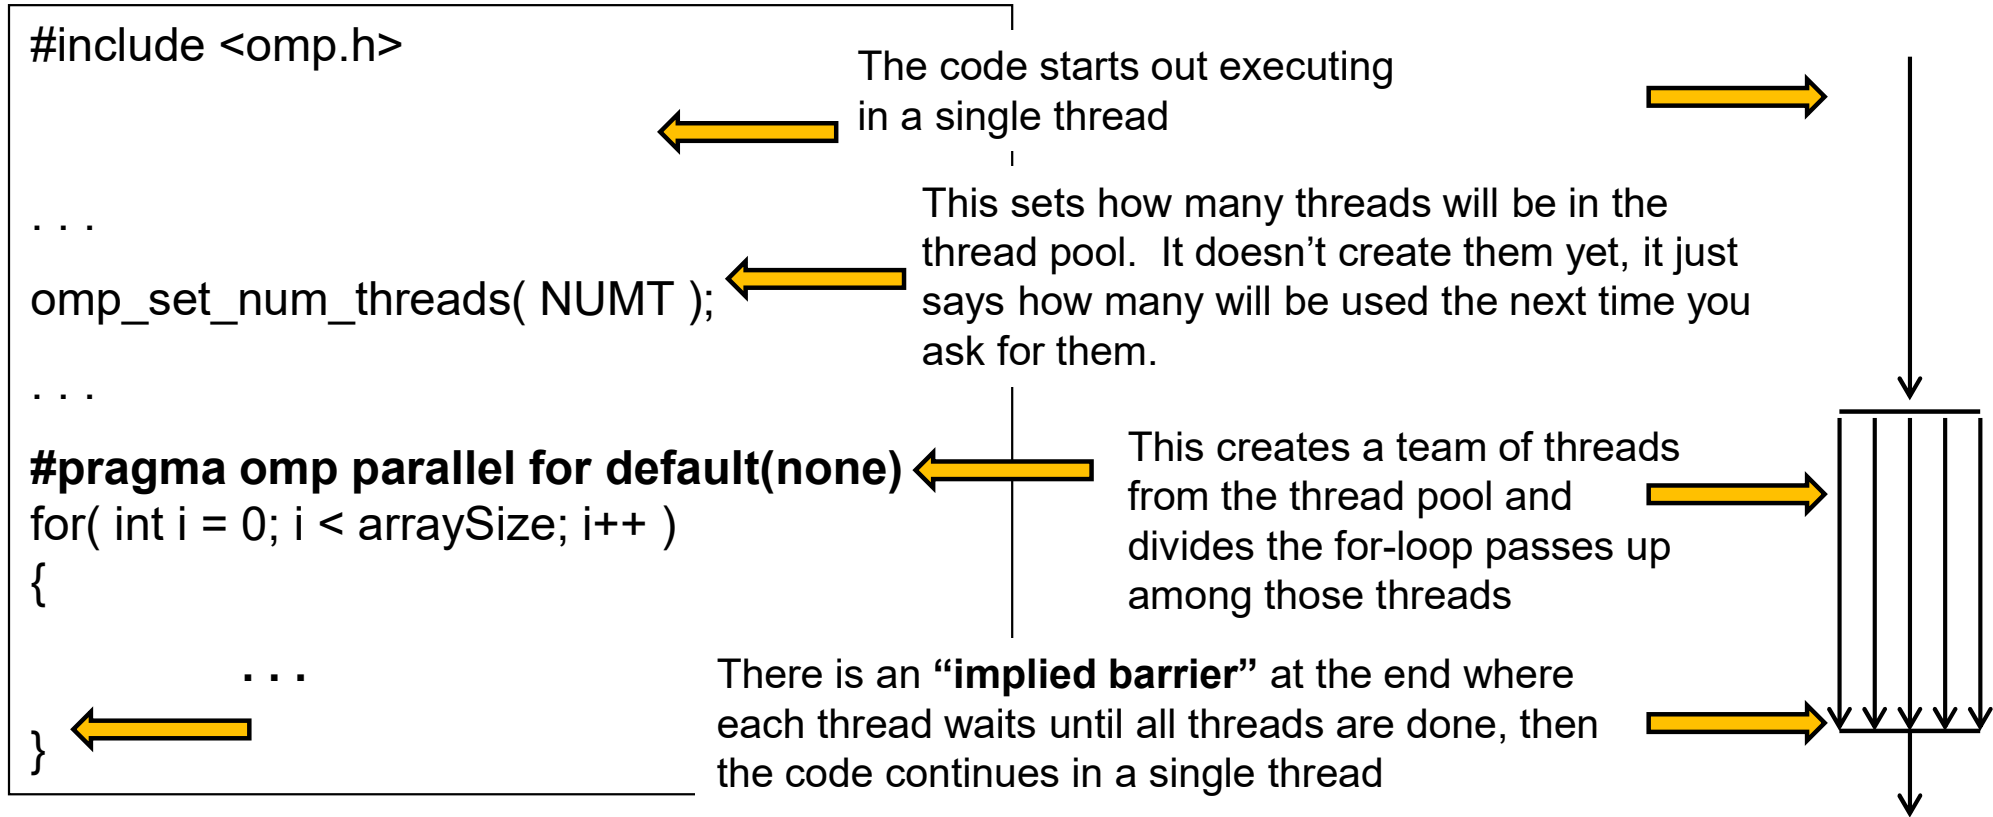 #include <omp.h>
The code starts out executing
in a single thread
. . .
This sets how many threads will be in the
thread pool.  It doesn’t create them yet, it just
says how many will be used the next time you
ask for them.
omp_set_num_threads( NUMT );
. . .
#pragma omp parallel for default(none)
for( int i = 0; i < arraySize; i++ )
{
This creates a team of threads
from the thread pool and
divides the for-loop passes up
among those threads
. . .
}
There is an “implied barrier” at the end where
each thread waits until all threads are done, then
the code continues in a single thread